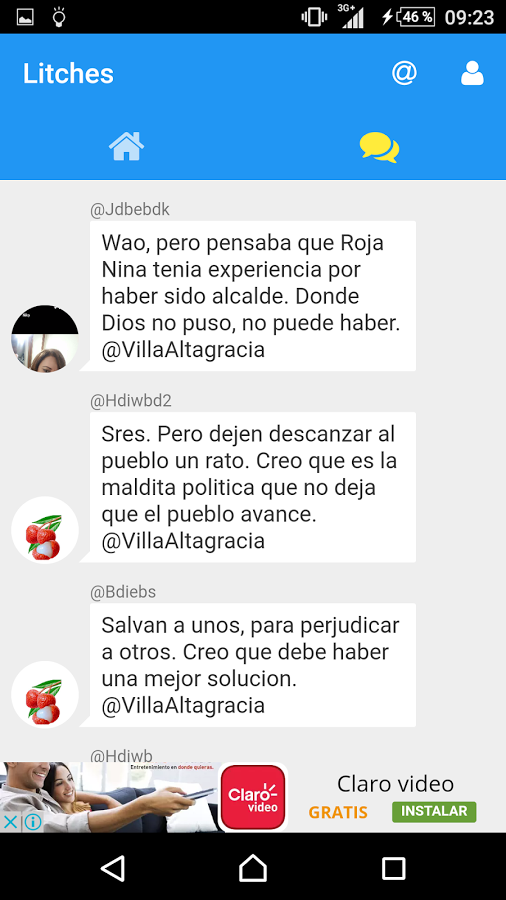 3G+
46 %
09:23
Litches
@
@Jdbebdk
Wao, pero pensaba que Roja
Nina tenia experiencia por
haber sido alcalde. Donde
Dios no puso, no puede haber.
@VillaAltagracia
@Hdiwbd2
Sres. Pero dejen descanzar al
pueblo un rato. Creo que es la
maldita politica que no deja
que el pueblo avance.
@VillaAltagracia
@Bdiebs
Salvan a unos, para perjudicar
a otros. Creo que debe haber
una mejor solucion.
@VillaAltagracia
@Hdiwb
Entretenimiento en donde quieras.
Claro
video
Claro video
GRATIS
INSTALAR